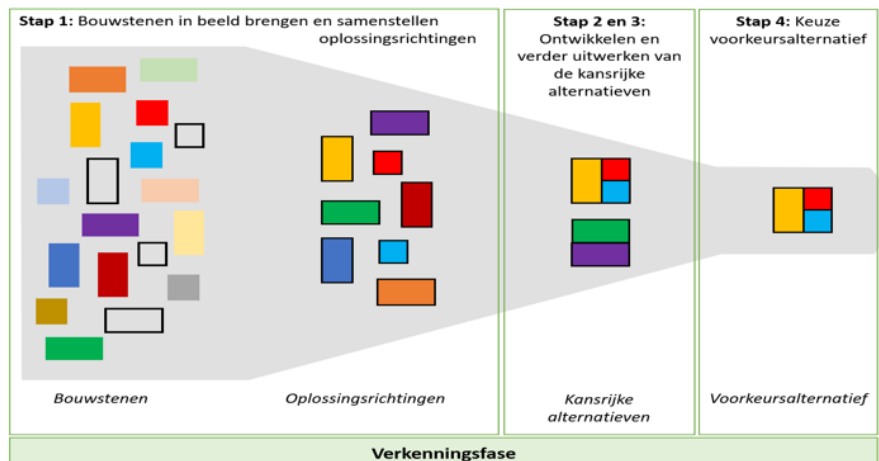 Stap 1: Bouwstenen in beeld brengen en samenstellen
oplossingsrichtingen
Stap 2 en 3:
Ontwikkelen en
verder uitwerken van
de kansrijke
alternatieven
Stap 4: Keuze
voorkeursalternatief
Bouwstenen
Oplossingsrichtingen
Kansrijke
alternatieven
Voorkeursalternatief
Verkenningsfase